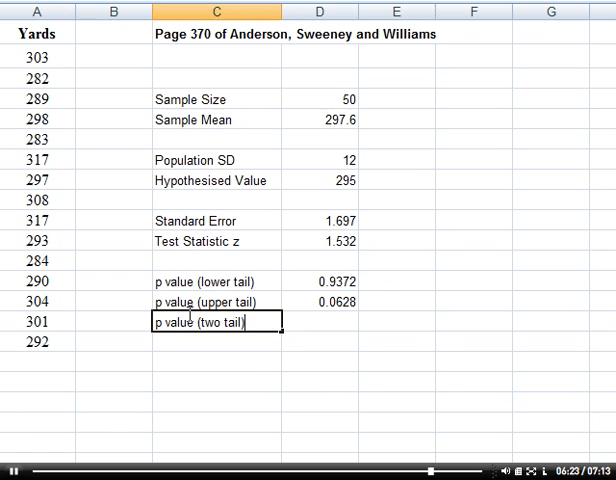 A B C D E F G
Yards Page 370 of Anderson, Sweeney and Williams
303
282
289 Sample Size 50
298 Sample Mean 297.6
283
317 Population SD 12
297 Hypothesised Value 295
308
317 Standard Error 1.697
293 Test Statistic z 1.532
284
290 p value (lower tail) 0.9372
304 p value (upper tail) 0.0628
301 p value (two tail)
292
06:23 / 07:13